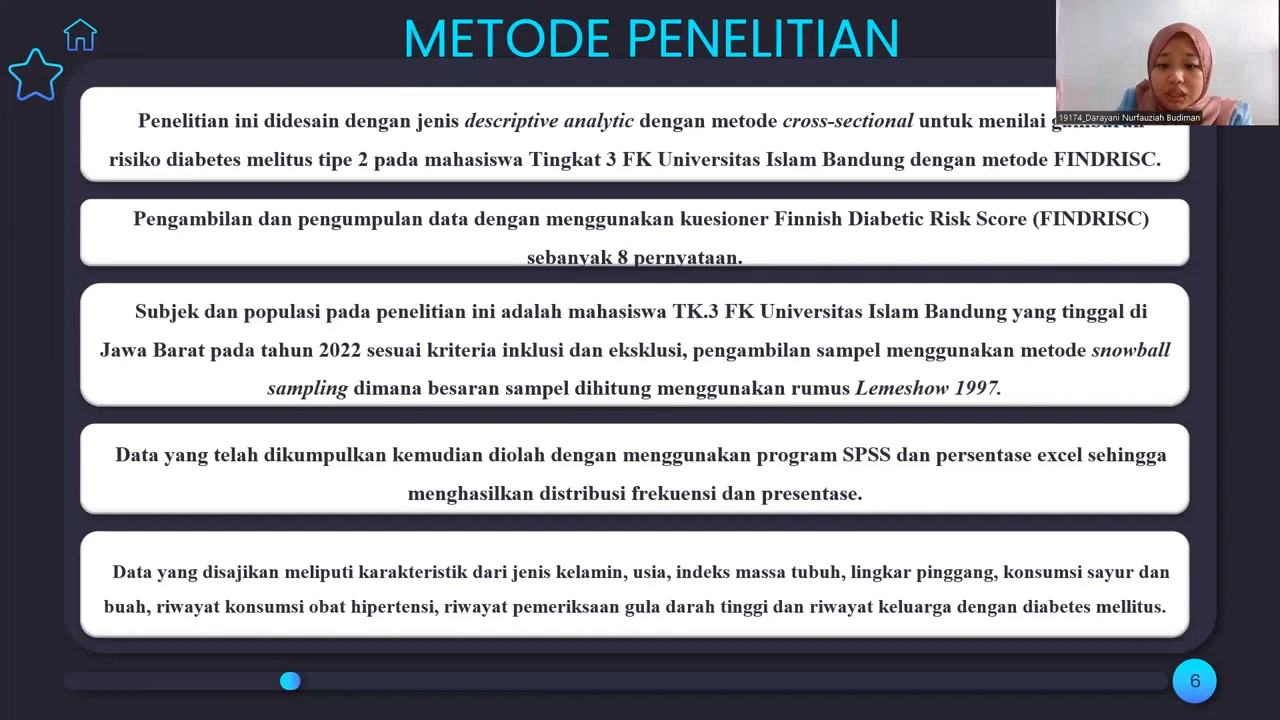 METODE PENELITIAN
19174_Darayani Nurfauziah Budiman
Penelitian ini didesain dengan jenis descriptive analytic dengan metode cross-sectional untuk menilai
risiko diabetes melitus tipe 2 pada mahasiswa Tingkat 3 FK Universitas Islam Bandung dengan metode FINDRISC.
Pengambilan dan pengumpulan data dengan menggunakan kuesioner Finnish Diabetic Risk Score (FINDRISC)
sebanyak 8 pernyataan.
Subjek dan populasi pada penelitian ini adalah mahasiswa TK.3 FK Universitas Islam Bandung yang tinggal di
Jawa Barat pada tahun 2022 sesuai kriteria inklusi dan eksklusi, pengambilan sampel menggunakan metode snowball
sampling dimana besaran sampel dihitung menggunakan rumus Lemeshow 1997.
Data yang telah dikumpulkan kemudian diolah dengan menggunakan program SPSS dan persentase excel sehingga
menghasilkan distribusi frekuensi dan presentase.
Data yang disajikan meliputi karakteristik dari jenis kelamin, usia, indeks massa tubuh, lingkar pinggang, konsumsi sayur dan
buah, riwayat konsumsi obat hipertensi, riwayat pemeriksaan gula darah tinggi dan riwayat keluarga dengan diabetes mellitus.
6